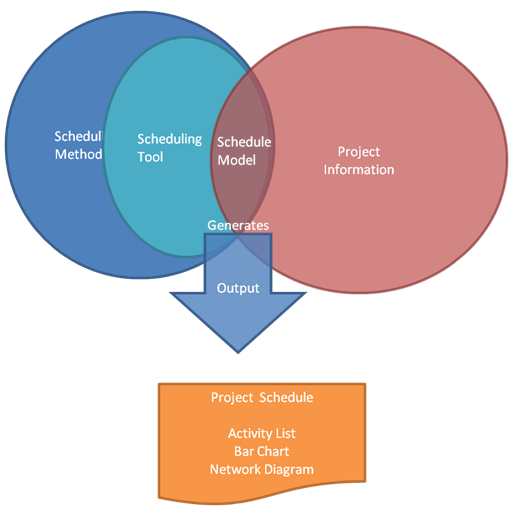 Schedul
Method
Scheduling
Tool
Schedule
Model
Project
Information
Generates
Output
Project Schedule
Activity List
Bar Chart
Network Diagram